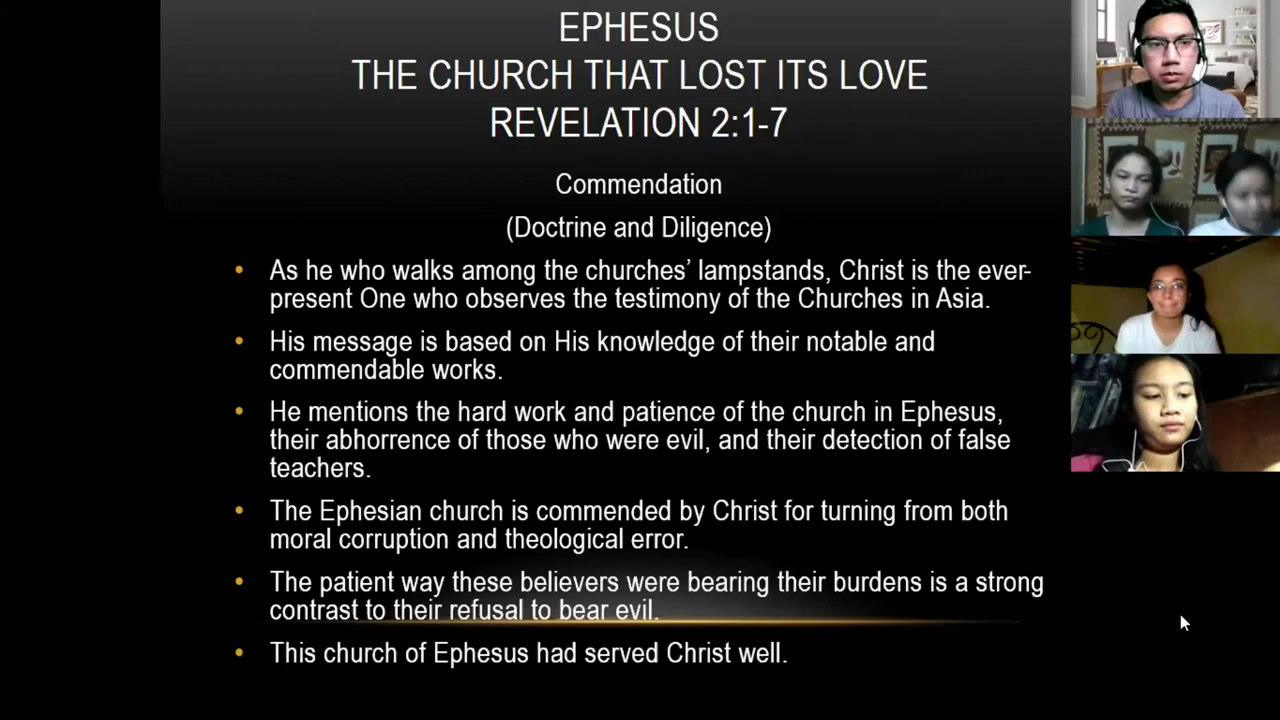 EPHESUS
THE CHURCH THAT LOST ITS LOVE
REVELATION 2:1-7
Commendation
(Doctrine and Diligence)
• As he who walks among the churches’ lampstands, Christ is the ever-
present One who observes the testimony of the Churches in Asia.
• His message is based on His knowledge of their notable and
commendable works.
• He mentions the hard work and patience of the church in Ephesus,
their abhorrence of those who were evil, and their detection of false
teachers.
• The Ephesian church is commended by Christ for turning from both
moral corruption and theological error.
• The patient way these believers were bearing their burdens is a strong
contrast to their refusal to bear evil.
• This church of Ephesus had served Christ well.